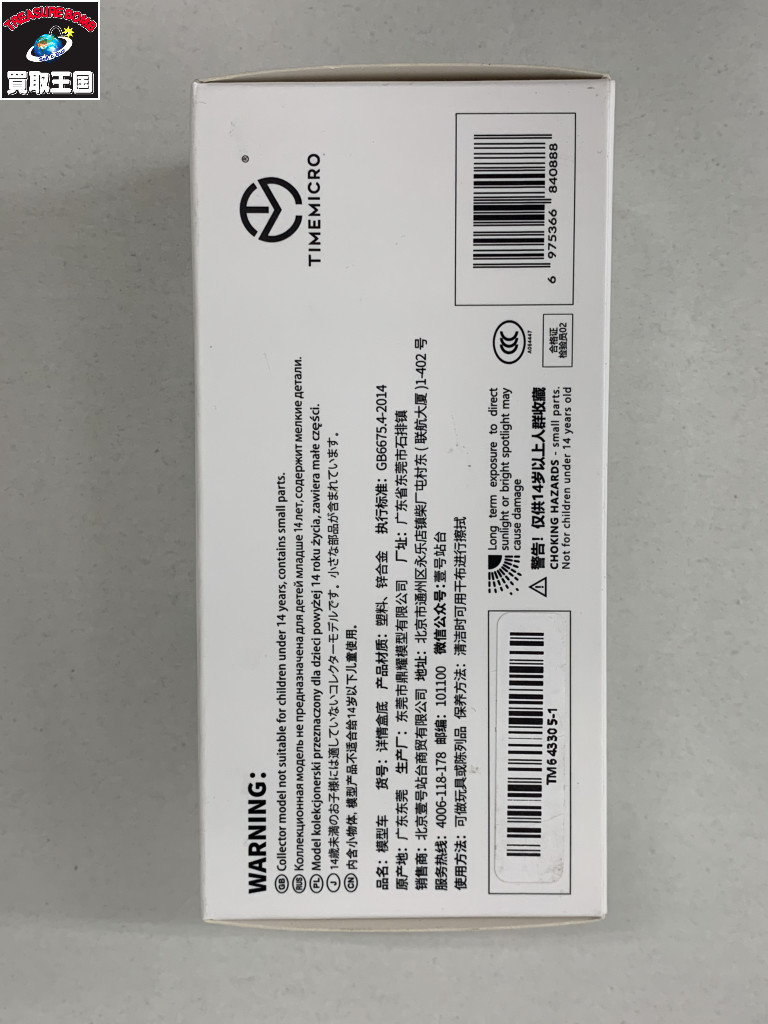 TREASURE BOMB
買取王国
WARNING:
GB Collector model not suitable for children under 14 years, contains small parts.
RUS Коллекционная модель не предназначена для детей младше 14 лет, содержит мелкие детали.
PL Model kolekcjonerski przeznaczony dla dzieci powyżej 14 roku życia, zawiera małe części.
J 14歳未満のお子様には適していないコレクターモデルです。小さな部品が含まれています。
CN 内含小物体, 模型产品不适合给14岁以下儿童使用。
品名: 模型车 货号: 详情盒底 产品材质: 塑料、锌合金 执行标准: GB6675.4-2014
原产地: 广东东莞 生产厂: 东莞市鼎耀模型有限公司 厂址: 广东省东莞市石排镇
销售商: 北京壹号站台商贸有限公司 地址: 北京市通州区永乐店镇柴厂屯村东 ( 联航大厦 )1-402 号
服务热线: 4006-118-178 邮编: 101100 微信公众号:壹号站台
使用方法: 可做玩具或陈列品 保养方法: 清洁时可用干布进行擦拭
TM643305-1
Long term exposure to direct
sunlight or bright spotlight may
cause damage
警告! 仅供14岁以上人群收藏
CHOKING HAZARDS - small parts.
Not for children under 14 years old
CCC
A084447
合格证
检验员02
TIMEMICRO
®
6 975366 840888